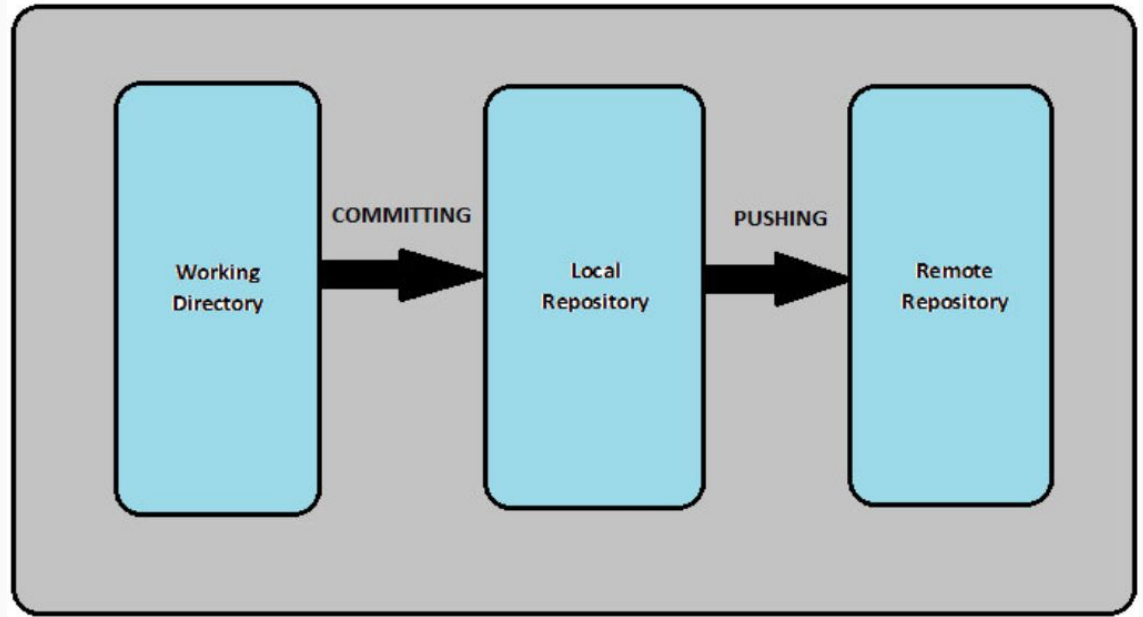 COMMITTING
PUSHING
Working
Directory
Local
Repository
Remote
Repository